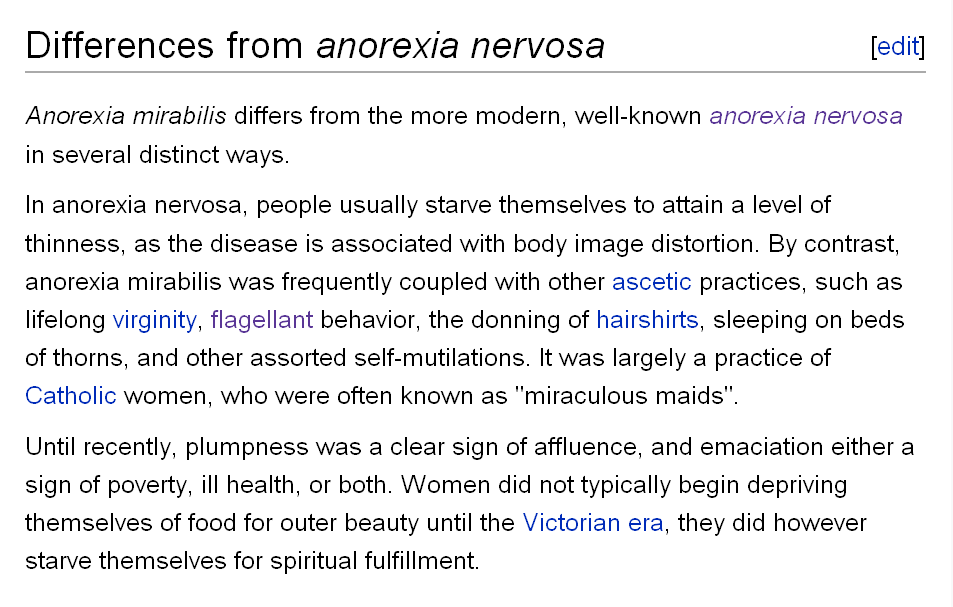 Differences from anorexia nervosa [edit]
Anorexia mirabilis differs from the more modern, well-known anorexia nervosa
in several distinct ways.
In anorexia nervosa, people usually starve themselves to attain a level of
thinness, as the disease is associated with body image distortion. By contrast,
anorexia mirabilis was frequently coupled with other ascetic practices, such as
lifelong virginity, flagellant behavior, the donning of hairshirts, sleeping on beds
of thorns, and other assorted self-mutilations. It was largely a practice of
Catholic women, who were often known as "miraculous maids".
Until recently, plumpness was a clear sign of affluence, and emaciation either a
sign of poverty, ill health, or both. Women did not typically begin depriving
themselves of food for outer beauty until the Victorian era, they did however
starve themselves for spiritual fulfillment.